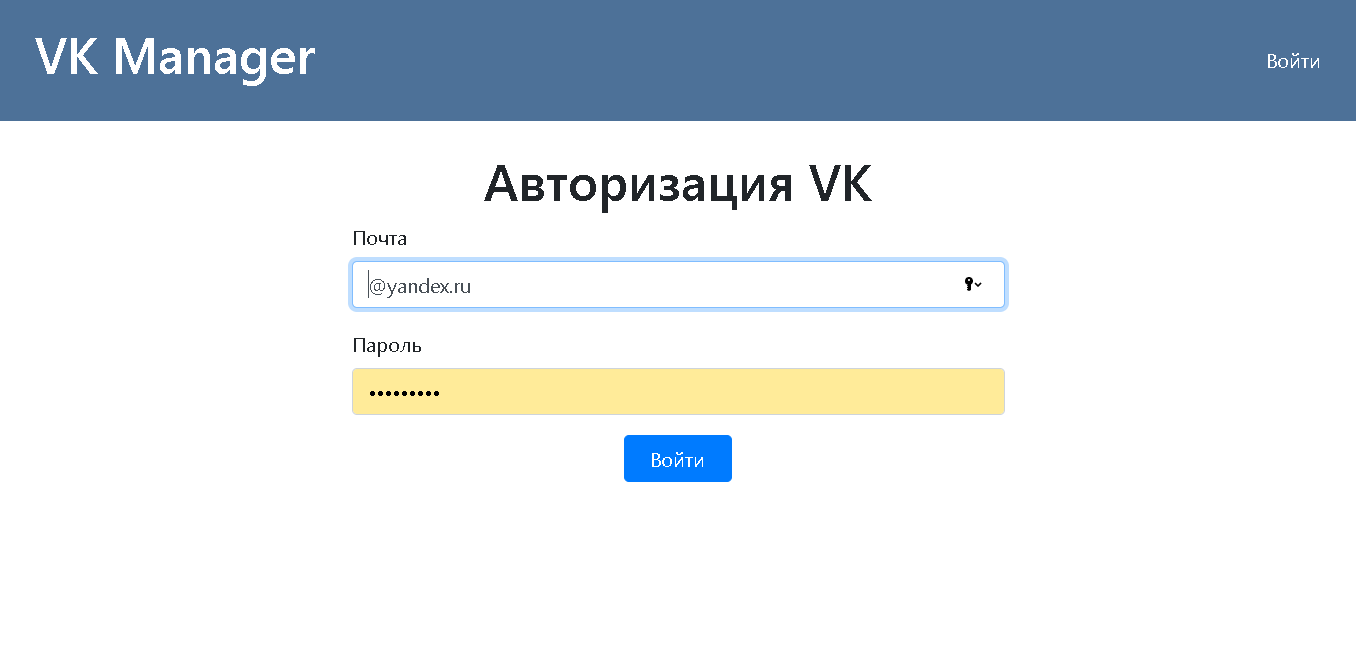 VK Manager
Войти
Авторизация VK
Почта
@yandex.ru
Пароль
•••••••••
Войти